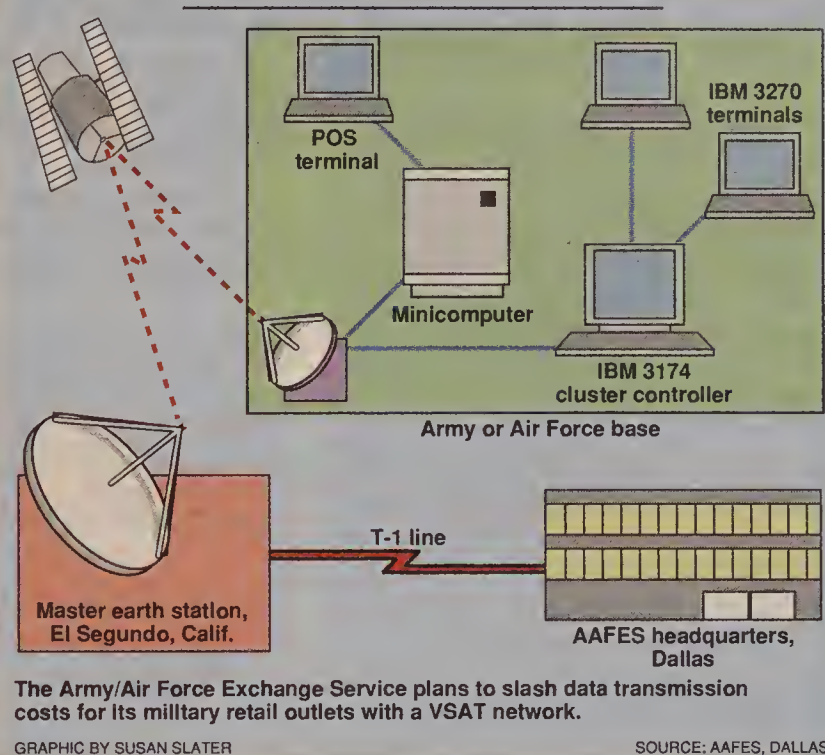 POS
terminal
IBM 3270
terminals
Minicomputer
IBM 3174
cluster controller
Army or Air Force base
T-1 line
Master earth station,
El Segundo, Calif.
AAFES headquarters,
Dallas
The Army/Air Force Exchange Service plans to slash data transmission
costs for its military retail outlets with a VSAT network.
GRAPHIC BY SUSAN SLATER
SOURCE: AAFES, DALLAS